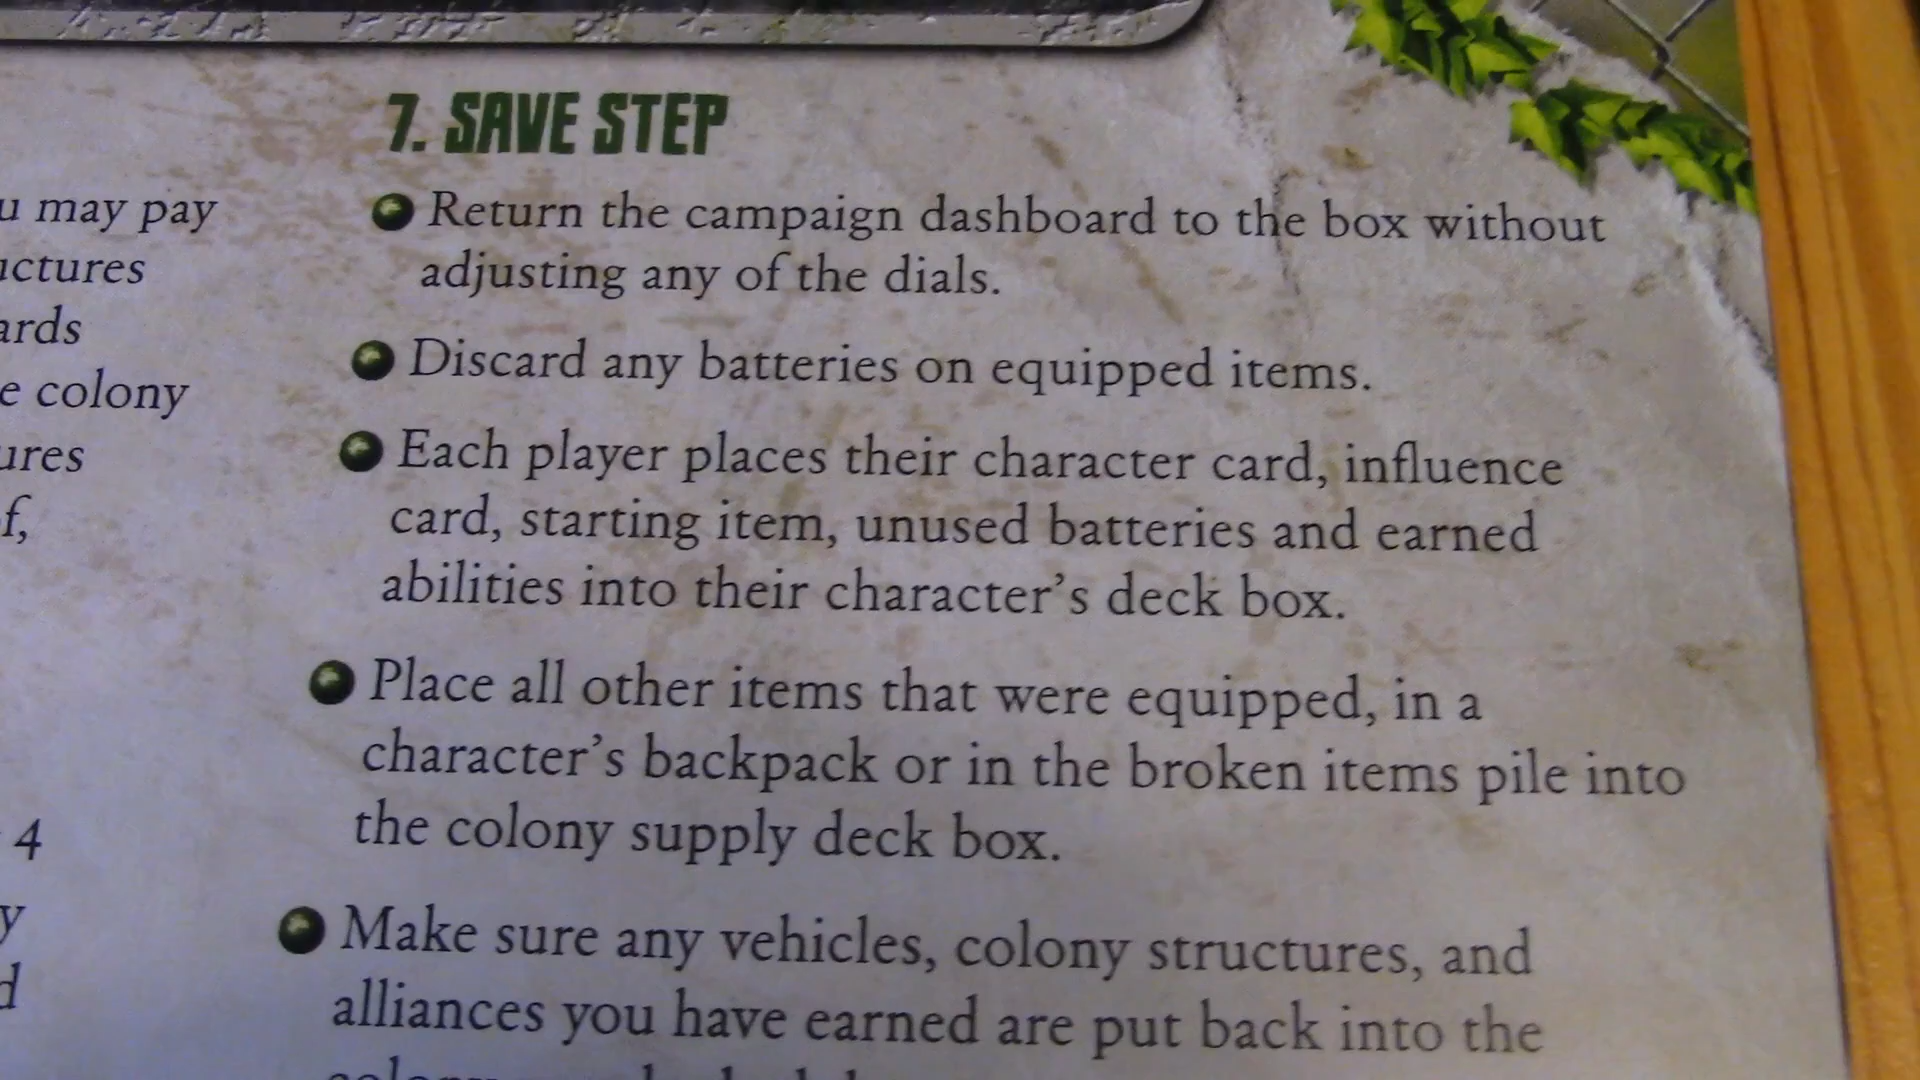 u may pay
uctures
ards
e colony
ures
f,
4
y
d
7. SAVE STEP
Return the campaign dashboard to the box without
adjusting any of the dials.
Discard any batteries on equipped items.
Each player places their character card, influence
card, starting item, unused batteries and earned
abilities into their character's deck box.
Place all other items that were equipped, in a
character's backpack or in the broken items pile into
the colony supply deck box.
Make sure any vehicles, colony structures, and
alliances you have earned are put back into the